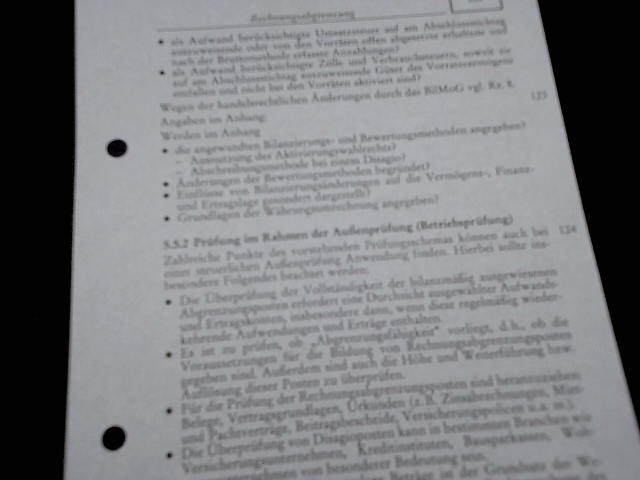 Rechnungsabgrenzung
• als Aufwand berücksichtigte Umsatzsteuer auf am Abschlussstichtag
auszuweisende oder von den Vorräten offen abgesetzte erhaltene und
nach der Bruttomethode erfasste Anzahlungen?
• als Aufwand berücksichtigte Zölle und Verbrauchsteuern, soweit sie
auf am Abschlussstichtag auszuweisende Güter des Vorratsvermögens
entfallen und nicht bei den Vorräten aktiviert sind?
Wegen der handelsrechtlichen Änderungen durch das BilMoG vgl. Rz. 8.
Angaben im Anhang: 123
Werden im Anhang
• die angewandten Bilanzierungs- und Bewertungsmethoden angegeben?
– Ausnutzung des Aktivierungswahlrechts?
– Abschreibungsmethode bei einem Disagio?
• Änderungen der Bewertungsmethoden begründet?
• Einflüsse von Bilanzierungsänderungen auf die Vermögens-, Finanz-
und Ertragslage gesondert dargestellt?
• Grundlagen der Währungsumrechnung angegeben?
5.5.2 Prüfung im Rahmen der Außenprüfung (Betriebsprüfung)
Zahlreiche Punkte des vorstehenden Prüfungsschemas können auch bei 124
einer steuerlichen Außenprüfung Anwendung finden. Hierbei sollte ins-
besondere Folgendes beachtet werden:
• Die Überprüfung der Vollständigkeit der bilanzmäßig ausgewiesenen
Abgrenzungsposten erfordert eine Durchsicht ausgewählter Aufwands-
und Ertragskonten, insbesondere dann, wenn diese regelmäßig wieder-
kehrende Aufwendungen und Erträge enthalten.
• Es ist zu prüfen, ob „Abgrenzungsfähigkeit" vorliegt, d.h., ob die
Voraussetzungen für die Bildung von Rechnungsabgrenzungsposten
gegeben sind. Außerdem sind auch die Höhe und Weiterführung bzw.
Auflösung dieser Posten zu überprüfen.
• Für die Prüfung der Rechnungsabgrenzungsposten sind heranzuziehen:
Belege, Vertragsgrundlagen, Urkunden (z.B. Zinsabrechnungen, Miet-
und Pachtverträge, Beitragsbescheide, Versicherungspolicen u.a.m.).
• Die Überprüfung von Disagioposten kann in bestimmten Branchen wie
Versicherungsunternehmen, Kreditinstituten, Bausparkassen, Woh-
von besonderer Bedeutung sein.
Beträge ist der Grundsatz der We-